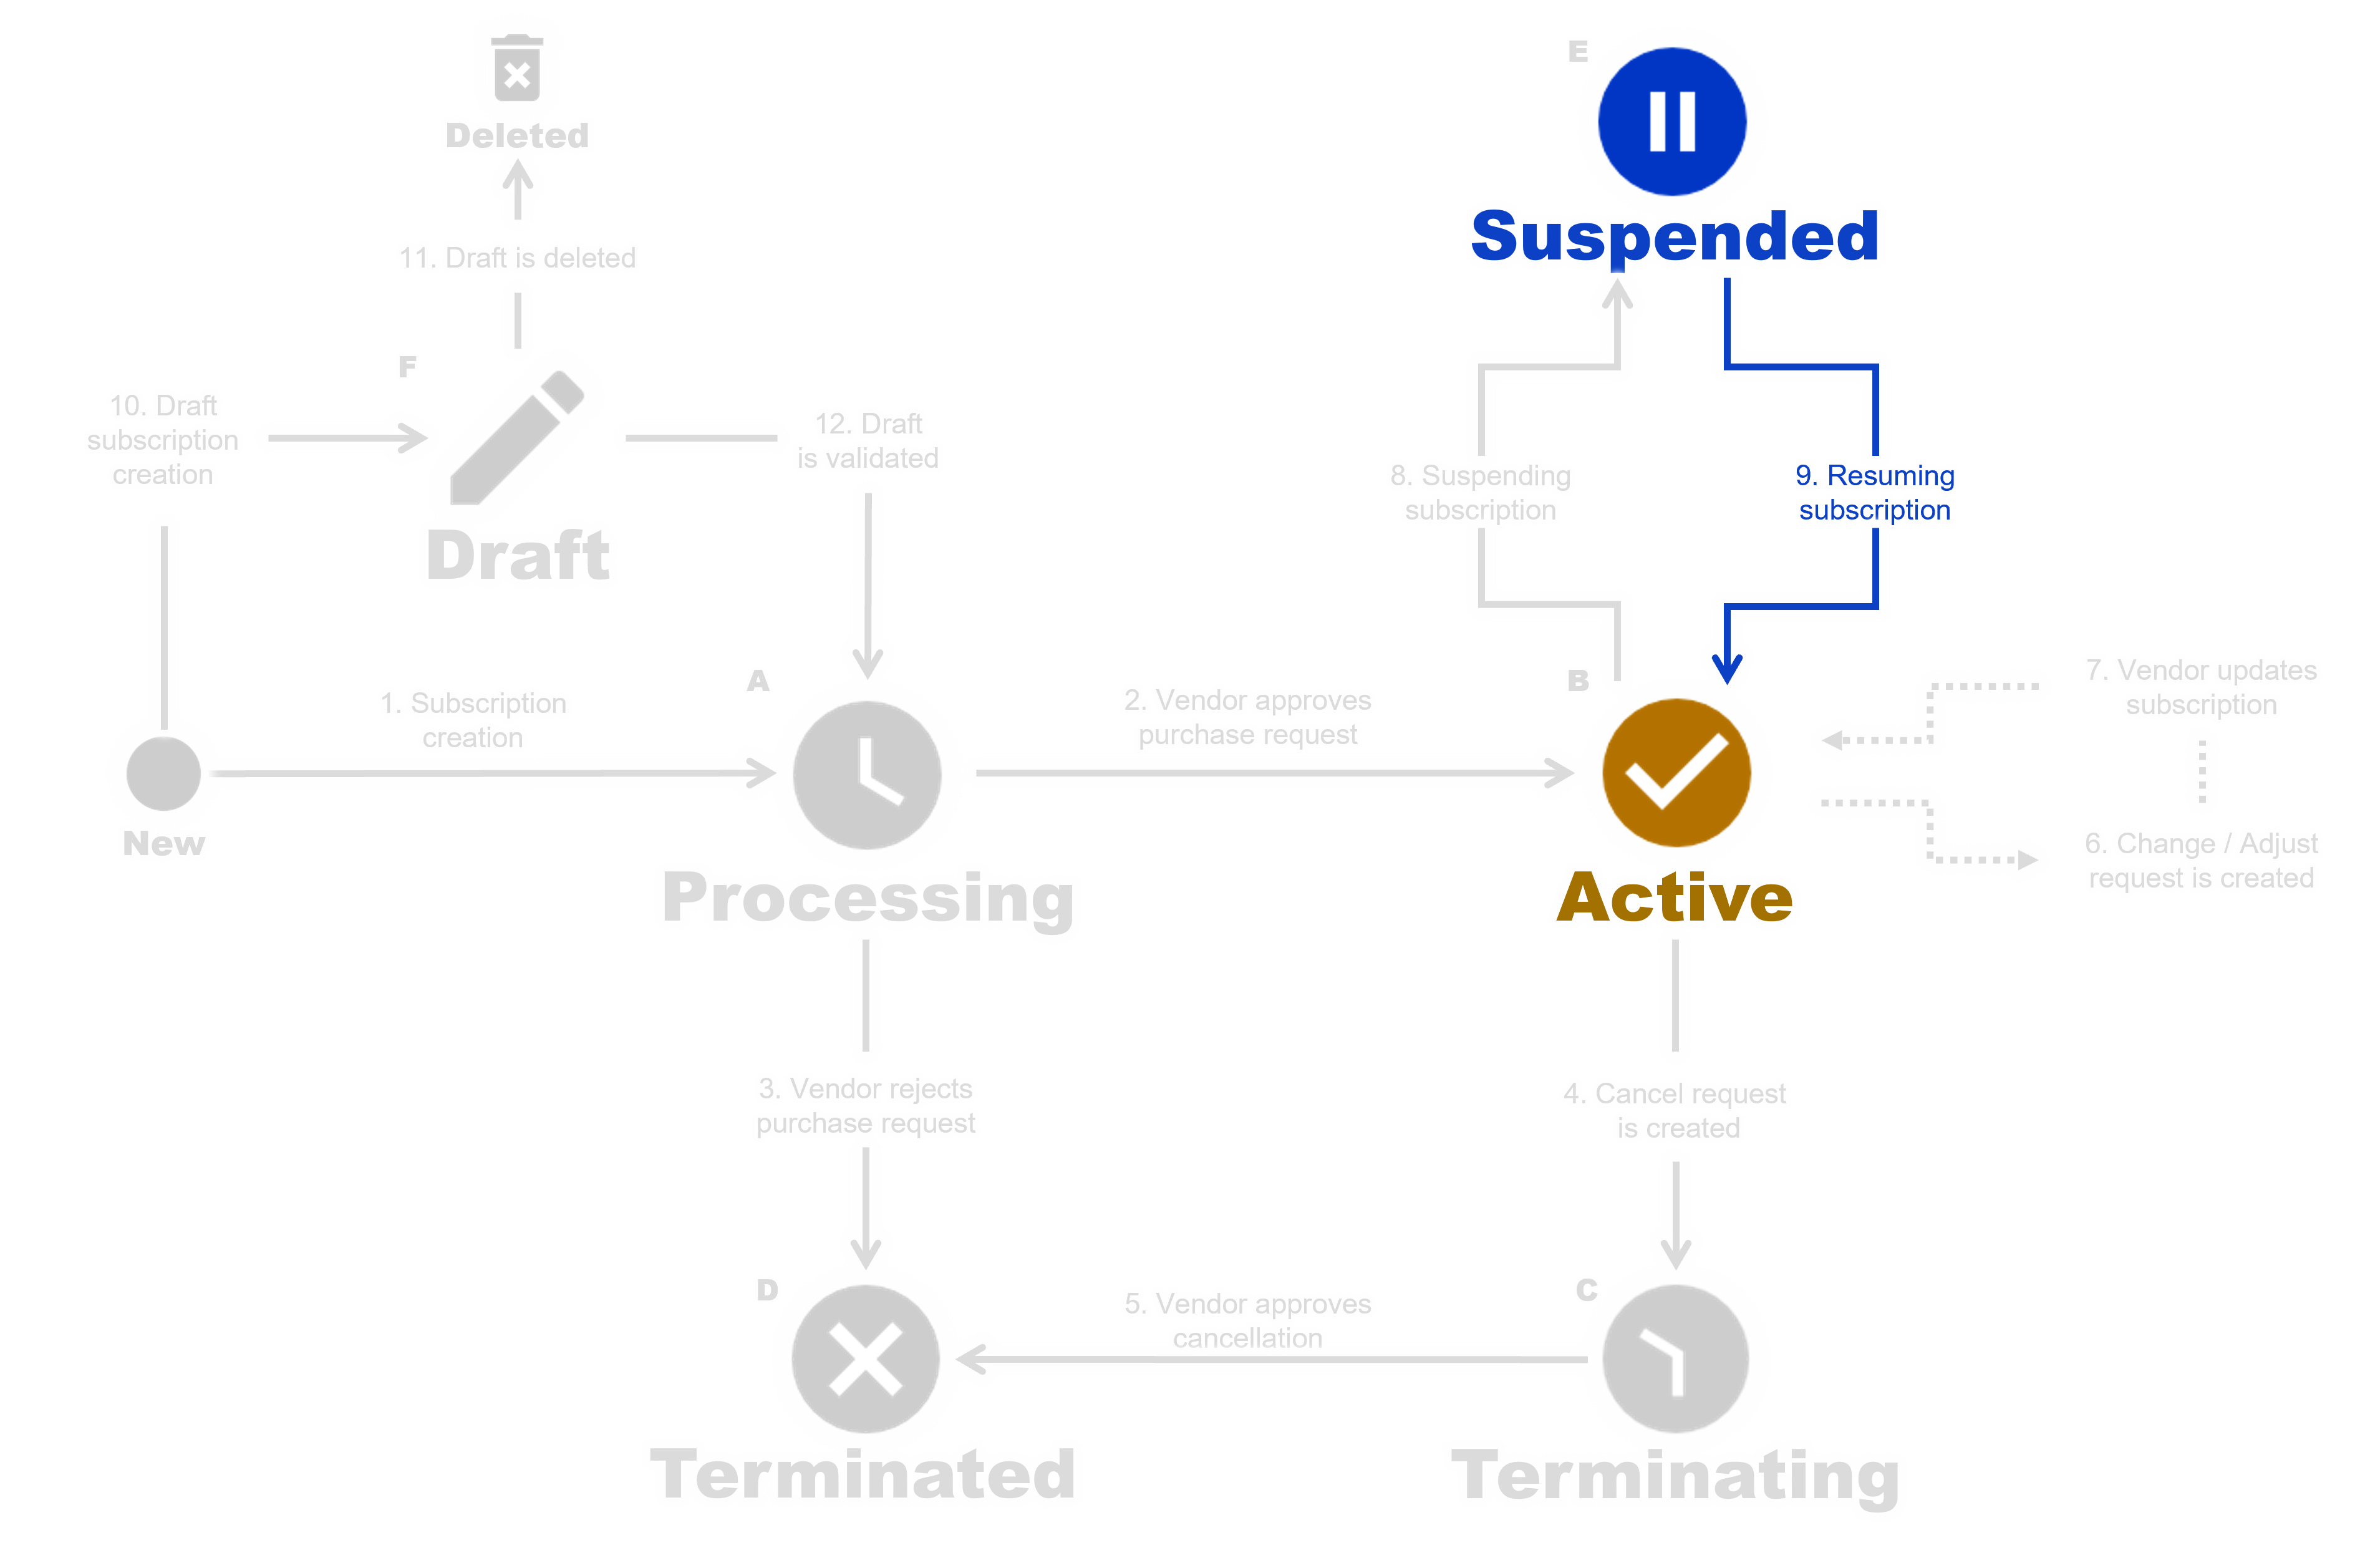 Deleted
11. Draft is deleted
F
10. Draft
subscription
creation
Draft
12. Draft
is validated
E
Suspended
8. Suspending
subscription
9. Resuming
subscription
New
1. Subscription
creation
A
Processing
2. Vendor approves
purchase request
B
Active
7. Vendor updates
subscription
6. Change / Adjust
request is created
3. Vendor rejects
purchase request
4. Cancel request
is created
D
Terminated
5. Vendor approves
cancellation
C
Terminating